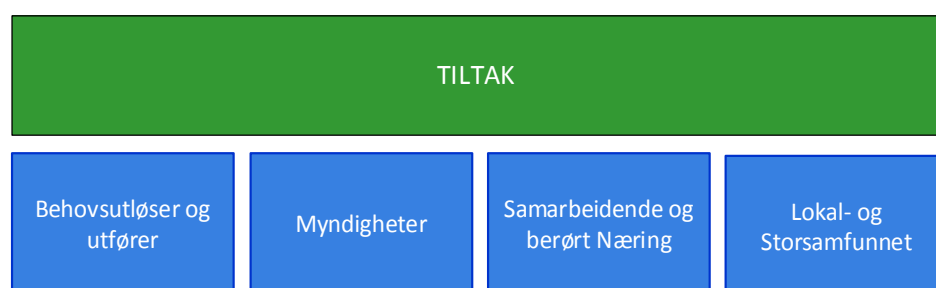 TILTAK
Behovsutløser og
utfører
Myndigheter
Samarbeidende og
berørt Næring
Lokal- og
Storsamfunnet